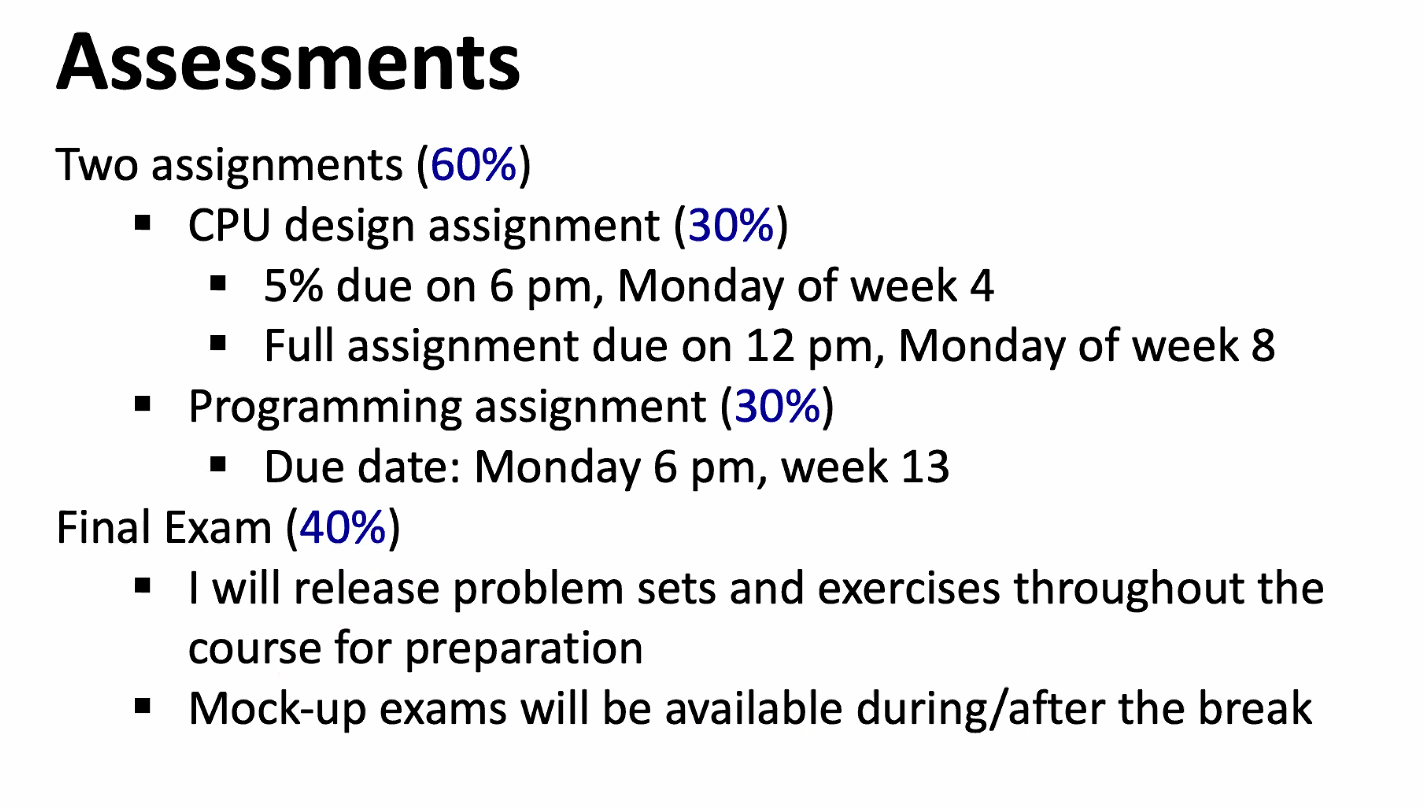 Assessments
Two assignments (60%)
▪ CPU design assignment (30%)
▪ 5% due on 6 pm, Monday of week 4
▪ Full assignment due on 12 pm, Monday of week 8
▪ Programming assignment (30%)
▪ Due date: Monday 6 pm, week 13
Final Exam (40%)
▪ I will release problem sets and exercises throughout the
course for preparation
▪ Mock-up exams will be available during/after the break